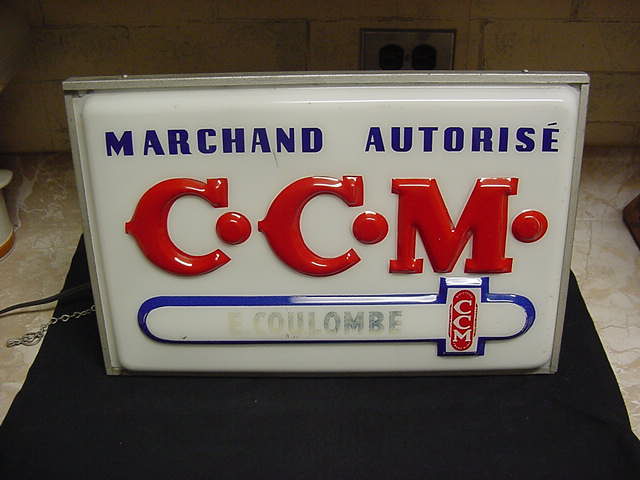 MARCHAND AUTORISÉ
C·C·M·
E. COULOMBE
CCM